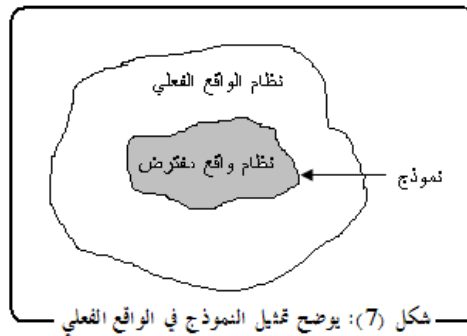 نظام الواقع الفعلي
نظام واقع مفترض
نموذج
شكل (7): يوضح تمثيل النموذج في الواقع الفعلي